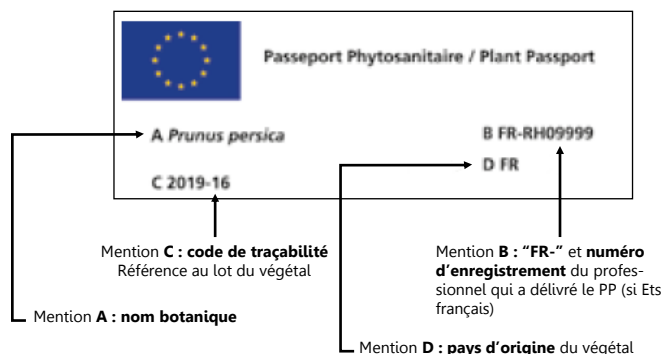 Passeport Phytosanitaire / Plant Passport
A Prunus persica
B FR-RH09999
C 2019-16
D FR
Mention C : code de traçabilité
Référence au lot du végétal
Mention B : “FR-” et numéro
d’enregistrement du profes-
sionnel qui a délivré le PP (si Ets
français)
Mention A : nom botanique
Mention D : pays d’origine du végétal